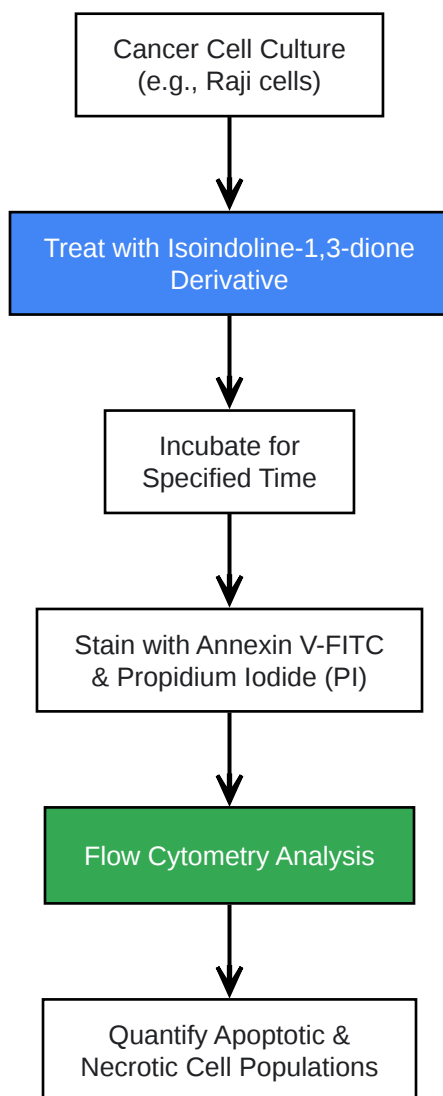 Cancer Cell Culture
(e.g., Raji cells)
Treat with Isoindoline-1,3-dione
Derivative
Incubate for
Specified Time
Stain with Annexin V-FITC
& Propidium Iodide (PI)
Flow Cytometry Analysis
Quantify Apoptotic &
Necrotic Cell Populations